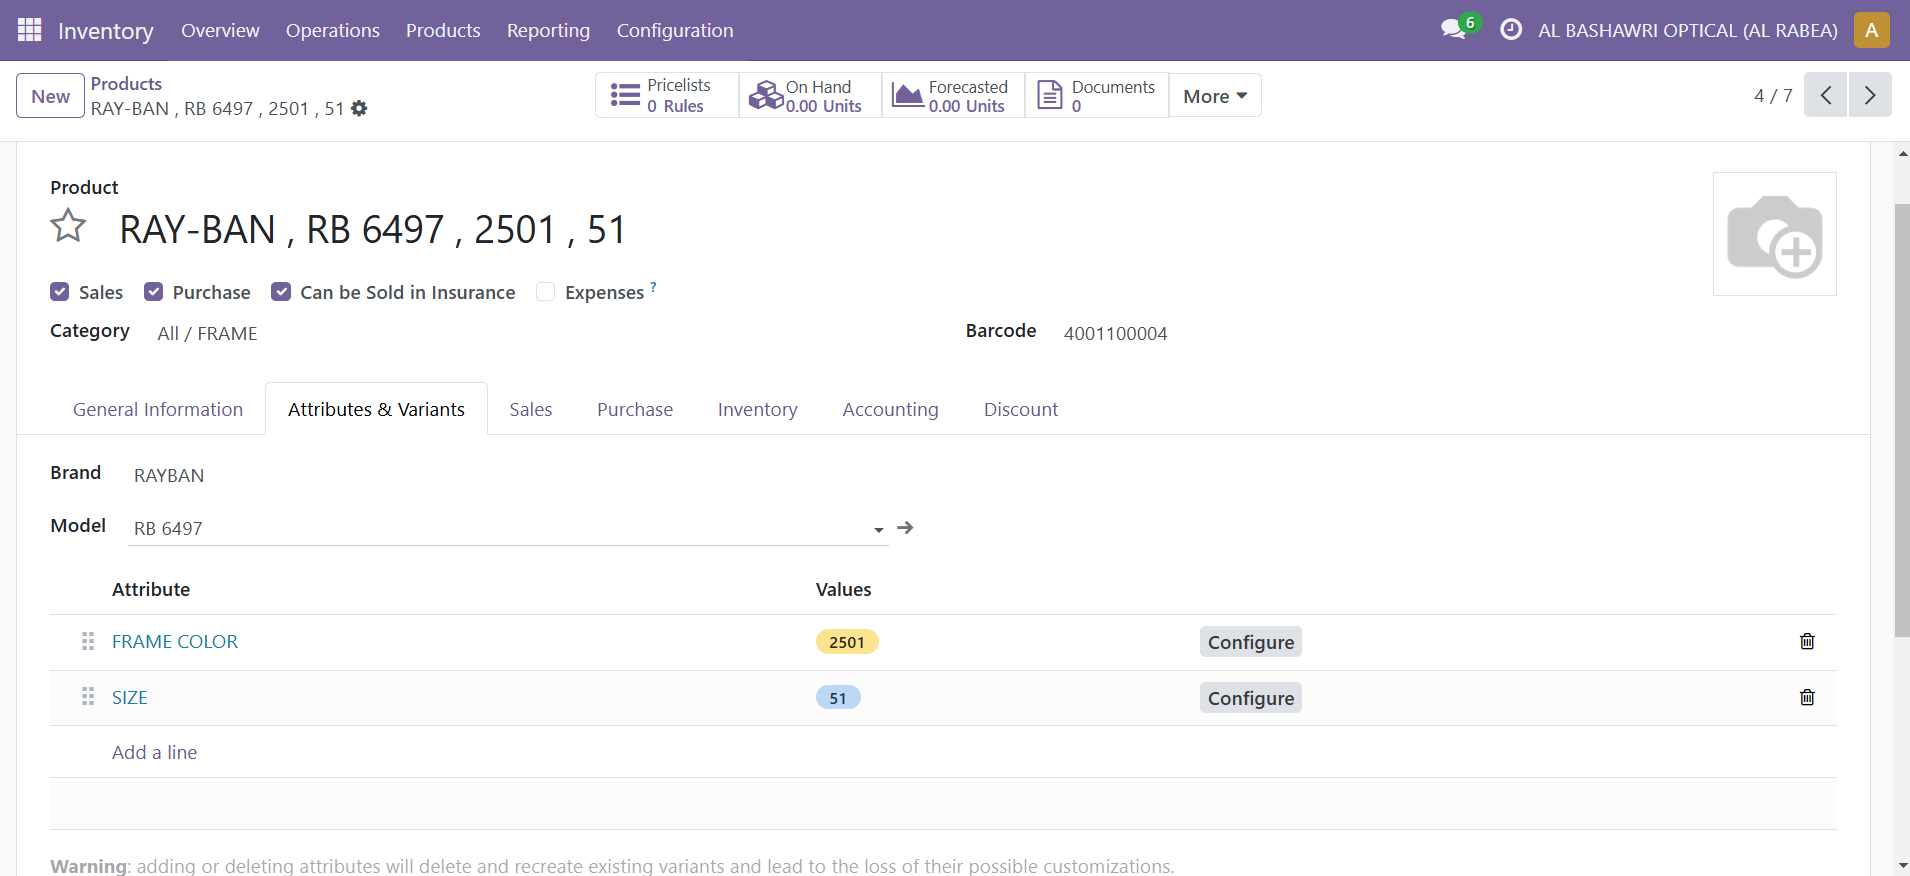 Inventory Overview Operations Products Reporting Configuration 6 AL BASHAWRI OPTICAL (AL RABEA) A
New Products
RAY-BAN , RB 6497 , 2501 , 51
Pricelists
0 Rules
On Hand
0.00 Units
Forecasted
0.00 Units
Documents
0
More
4 / 7
Product
RAY-BAN , RB 6497 , 2501 , 51
Sales Purchase Can be Sold in Insurance Expenses ?
Category All / FRAME Barcode 4001100004
General Information Attributes & Variants Sales Purchase Inventory Accounting Discount
Brand RAYBAN
Model RB 6497
Attribute Values
FRAME COLOR 2501 Configure
SIZE 51 Configure
Add a line
Warning: adding or deleting attributes will delete and recreate existing variants and lead to the loss of their possible customizations.